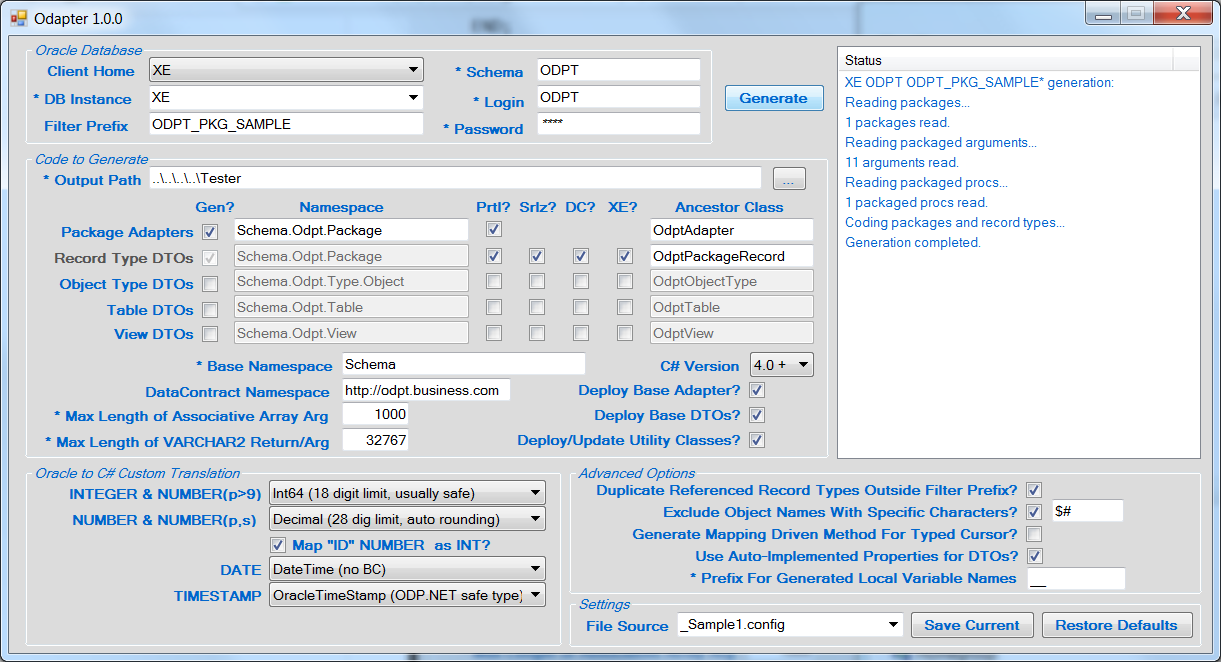 Odapter 1.0.0
Oracle Database
Client Home XE * Schema ODPT
* DB Instance XE * Login ODPT
Filter Prefix ODPT_PKG_SAMPLE * Password ****
Generate
Code to Generate
* Output Path ..\..\..\..\Tester ...
Gen? Namespace Prtl? Srlz? DC? XE? Ancestor Class
Package Adapters Schema.Odpt.Package OdptAdapter
Record Type DTOs Schema.Odpt.Package OdptPackageRecord
Object Type DTOs Schema.Odpt.Type.Object OdptObjectType
Table DTOs Schema.Odpt.Table OdptTable
View DTOs Schema.Odpt.View OdptView
* Base Namespace Schema C# Version 4.0 +
DataContract Namespace http://odpt.business.com Deploy Base Adapter?
* Max Length of Associative Array Arg 1000 Deploy Base DTOs?
* Max Length of VARCHAR2 Return/Arg 32767 Deploy/Update Utility Classes?
Status
XE ODPT ODPT_PKG_SAMPLE* generation:
Reading packages...
1 packages read.
Reading packaged arguments...
11 arguments read.
Reading packaged procs...
1 packaged procs read.
Coding packages and record types...
Generation completed.
Oracle to C# Custom Translation
INTEGER & NUMBER(p>9) Int64 (18 digit limit, usually safe)
NUMBER & NUMBER(p,s) Decimal (28 dig limit, auto rounding)
Map "ID" NUMBER as INT?
DATE DateTime (no BC)
TIMESTAMP OracleTimeStamp (ODP.NET safe type)
Advanced Options
Duplicate Referenced Record Types Outside Filter Prefix?
Exclude Object Names With Specific Characters? $#
Generate Mapping Driven Method For Typed Cursor?
Use Auto-Implemented Properties for DTOs?
* Prefix For Generated Local Variable Names __
Settings
File Source _Sample1.config Save Current Restore Defaults